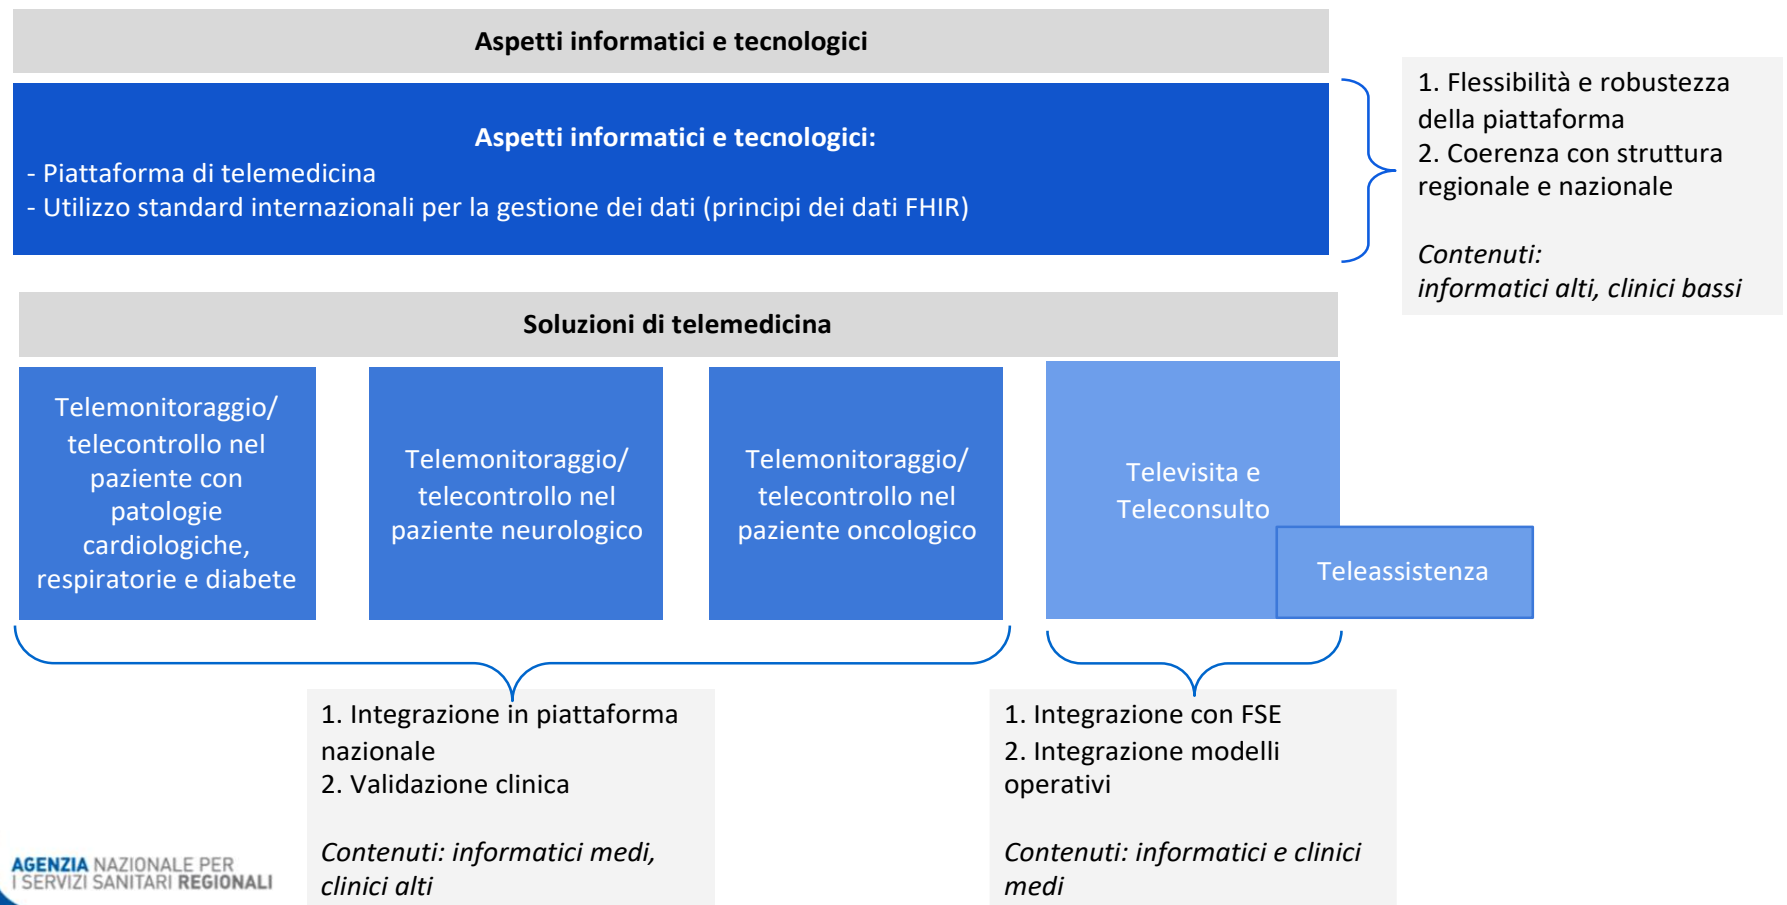 Aspetti informatici e tecnologici
Aspetti informatici e tecnologici:
- Piattaforma di telemedicina
- Utilizzo standard internazionali per la gestione dei dati (principi dei dati FHIR)
1. Flessibilità e robustezza
della piattaforma
2. Coerenza con struttura
regionale e nazionale
Contenuti:
informatici alti, clinici bassi
Soluzioni di telemedicina
Telemonitoraggio/
telecontrollo nel
paziente con
patologie
cardiologiche,
respiratorie e diabete
Telemonitoraggio/
telecontrollo nel
paziente neurologico
Telemonitoraggio/
telecontrollo nel
paziente oncologico
Televisita e
Teleconsulto
Teleassistenza
1. Integrazione in piattaforma
nazionale
2. Validazione clinica
Contenuti: informatici medi,
clinici alti
1. Integrazione con FSE
2. Integrazione modelli
operativi
Contenuti: informatici e clinici
medi
AGENZIA NAZIONALE PER
I SERVIZI SANITARI REGIONALI